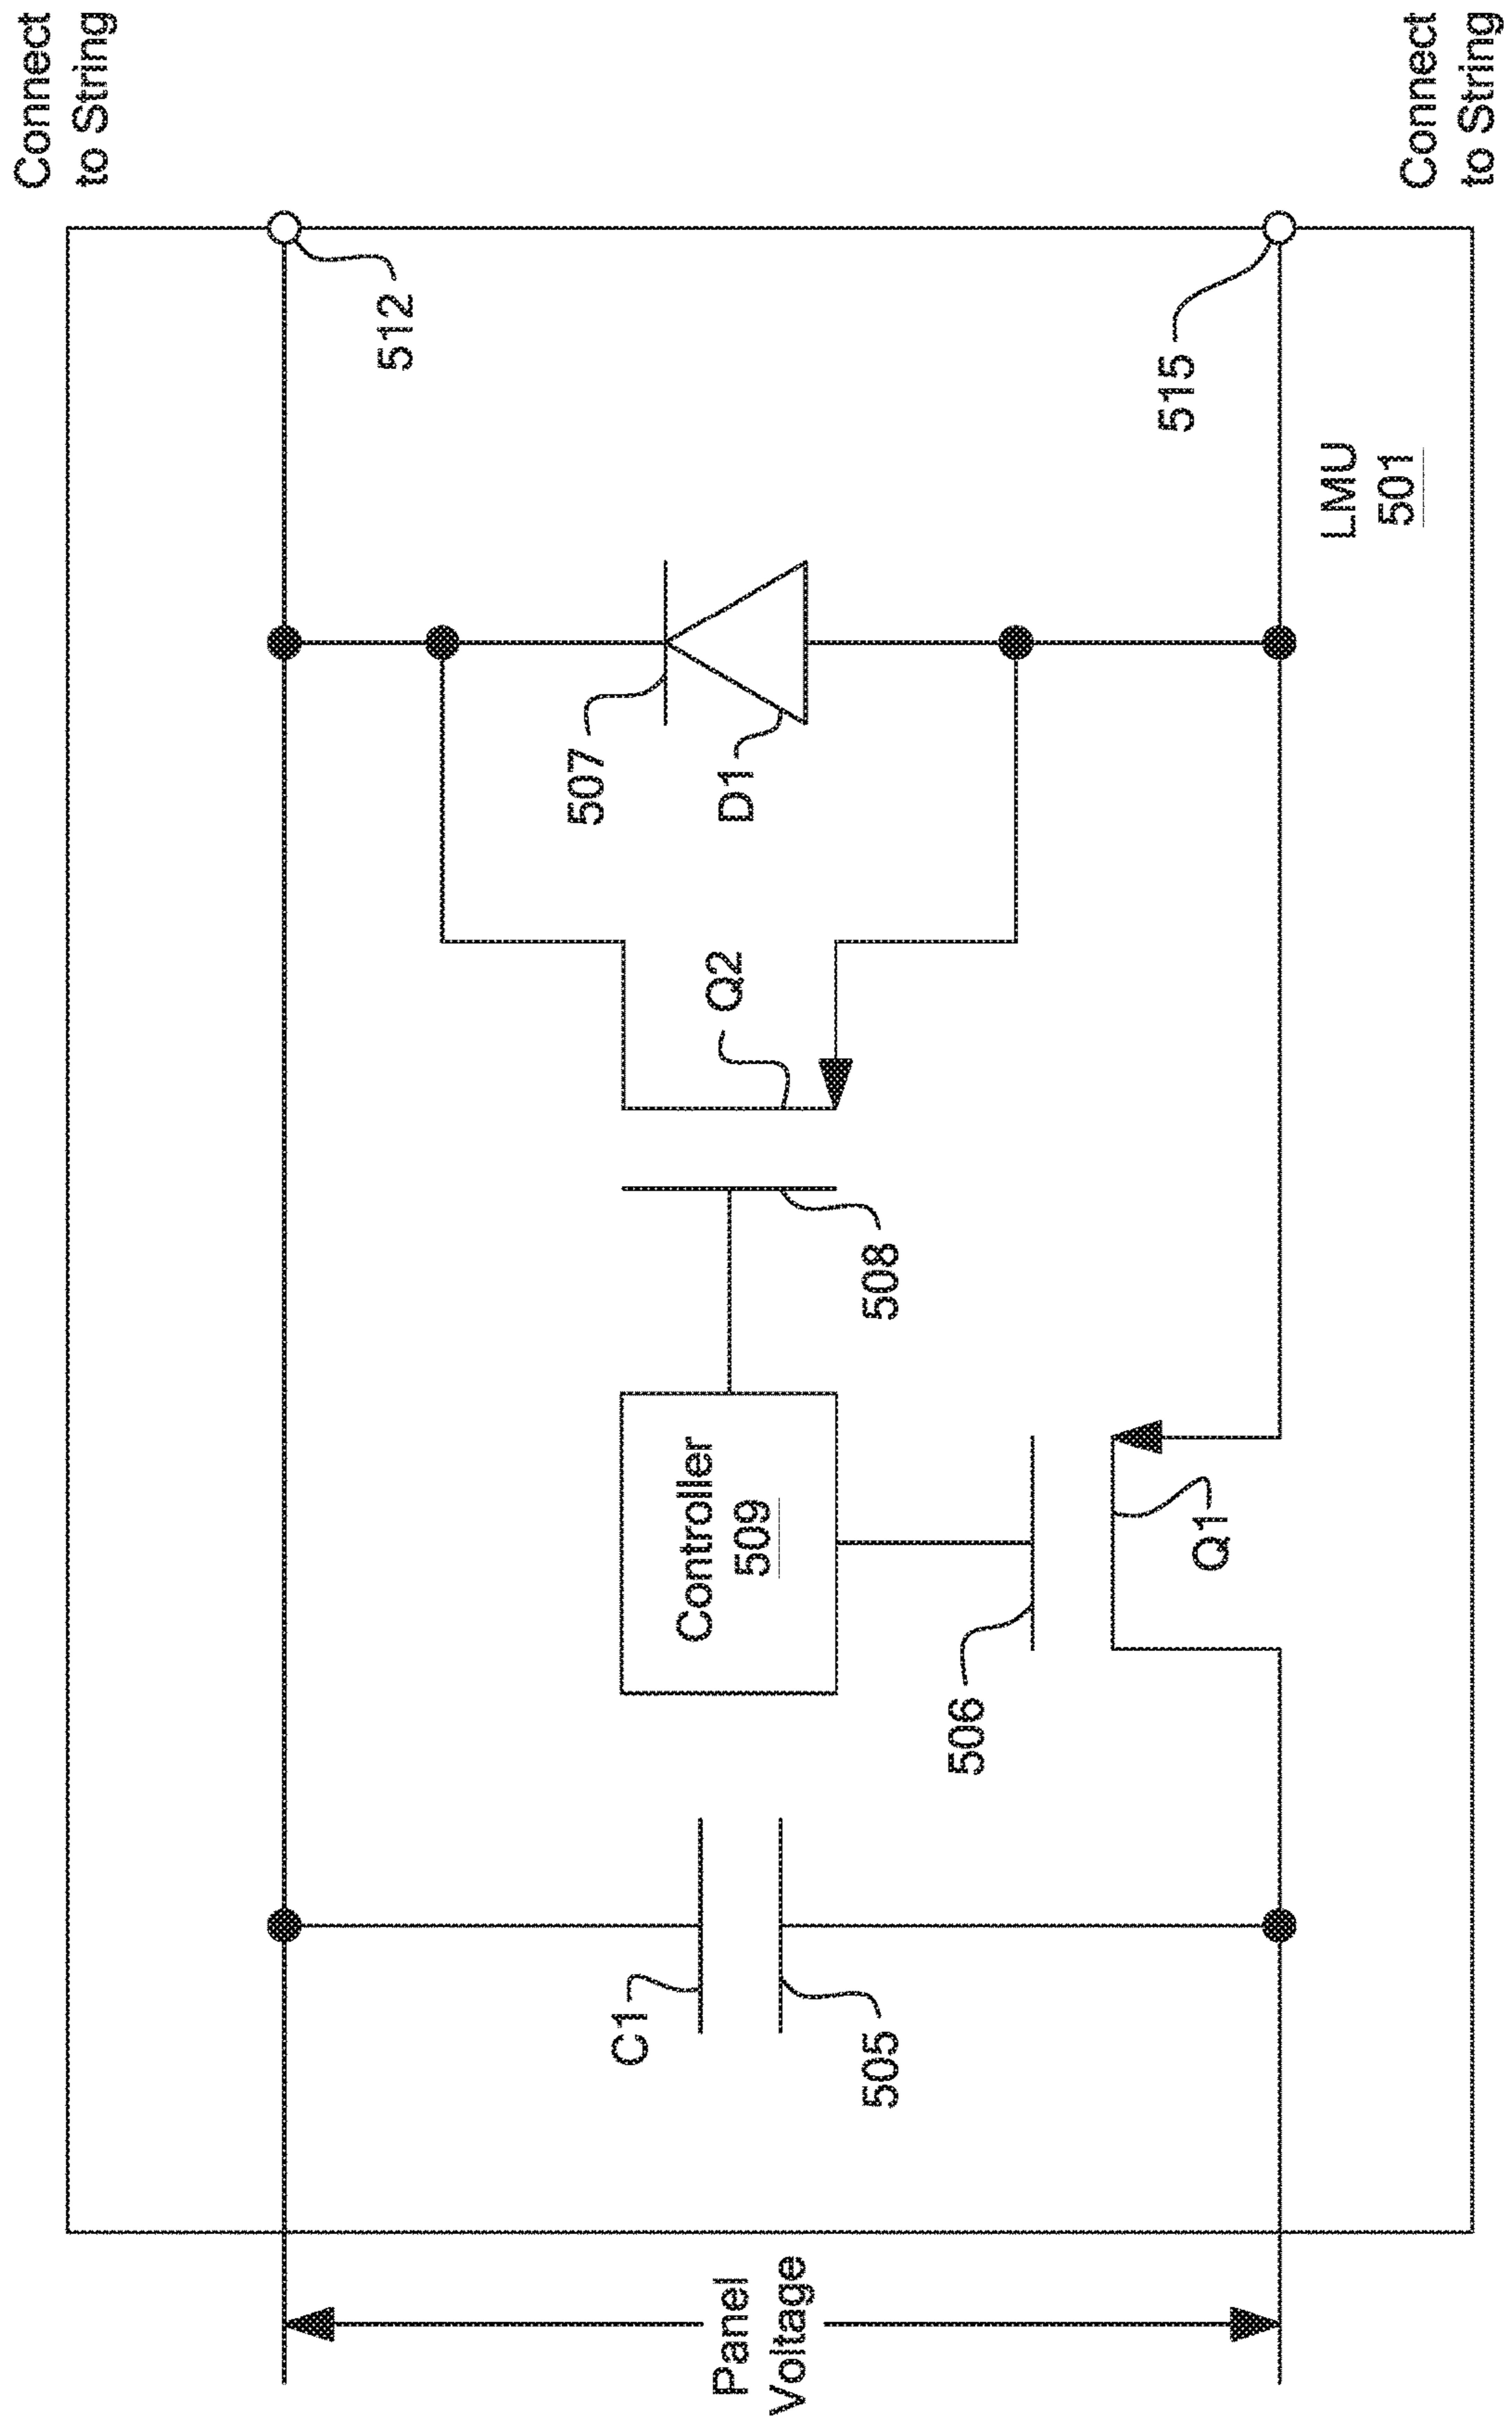 Connect
to String
Connect
to String
512
515
LMU
501
507
D1
Q2
508
Controller
509
506
Q1
C1
505
Panel
Voltage